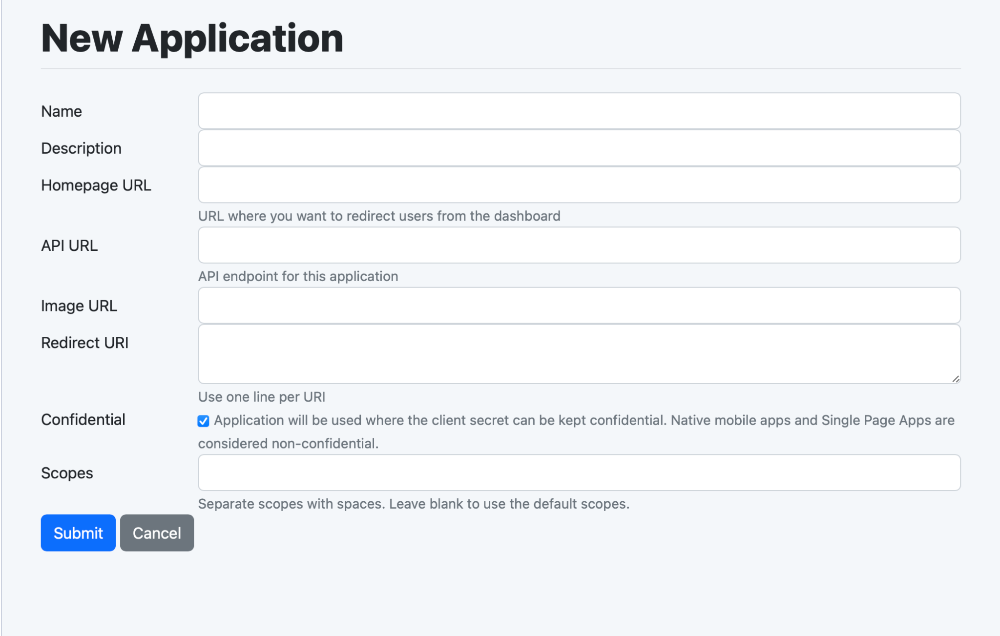 New Application
Name
Description
Homepage URL
URL where you want to redirect users from the dashboard
API URL
API endpoint for this application
Image URL
Redirect URI
Use one line per URI
Confidential
Application will be used where the client secret can be kept confidential. Native mobile apps and Single Page Apps are
considered non-confidential.
Scopes
Separate scopes with spaces. Leave blank to use the default scopes.
Submit
Cancel